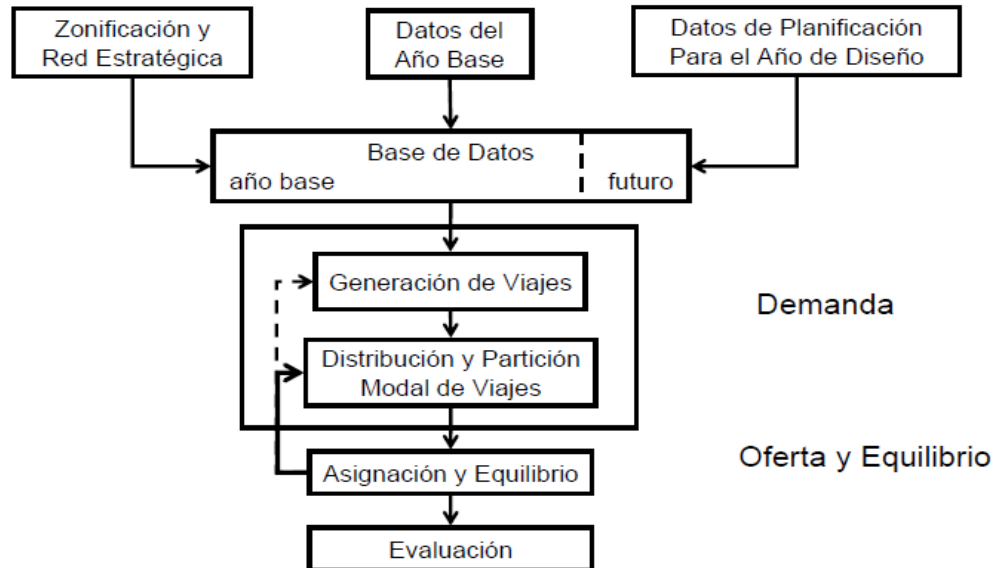 Zonificación y
Red Estratégica
Datos del
Año Base
Datos de Planificación
Para el Año de Diseño
Base de Datos
año base
futuro
Generación de Viajes
Demanda
Distribución y Partición
Modal de Viajes
Asignación y Equilibrio
Oferta y Equilibrio
Evaluación